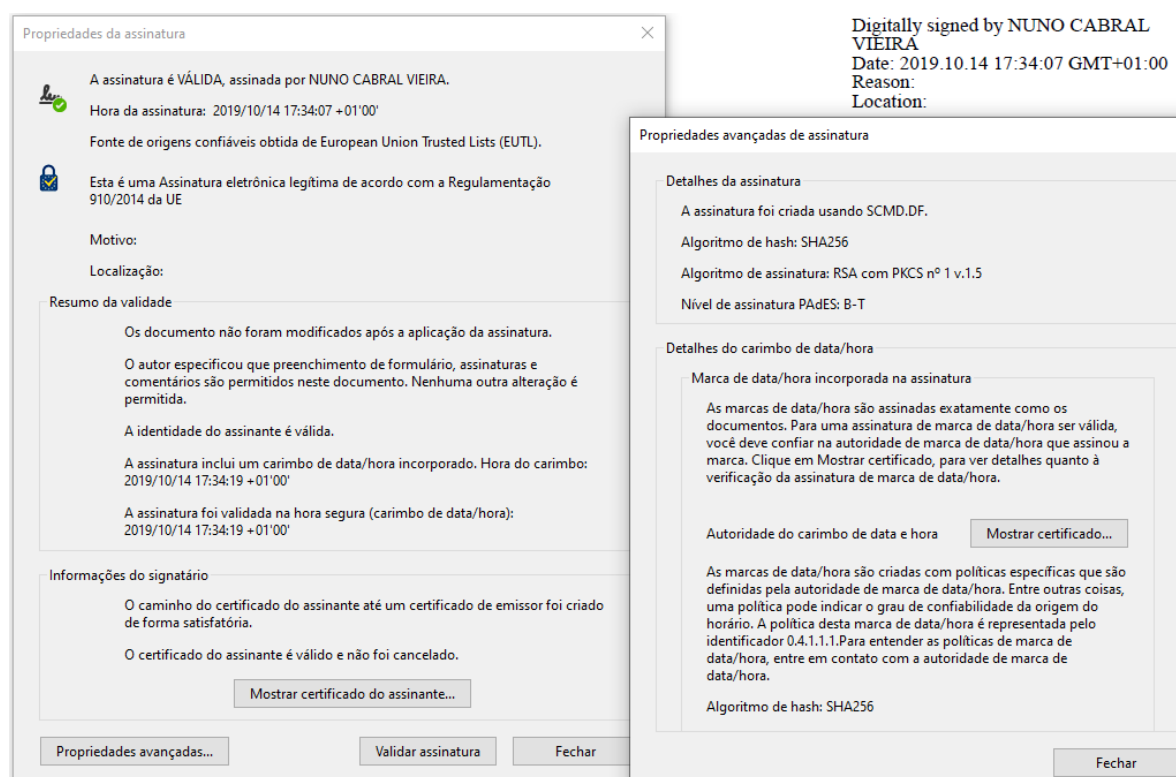 Propriedades da assinatura
A assinatura é VÁLIDA, assinada por NUNO CABRAL VIEIRA.
Hora da assinatura: 2019/10/14 17:34:07 +01'00'
Fonte de origens confiáveis obtida de European Union Trusted Lists (EUTL).
Esta é uma Assinatura eletrônica legítima de acordo com a Regulamentação
910/2014 da UE
Motivo:
Localização:
Resumo da validade
Os documento não foram modificados após a aplicação da assinatura.
O autor especificou que preenchimento de formulário, assinaturas e
comentários são permitidos neste documento. Nenhuma outra alteração é
permitida.
A identidade do assinante é válida.
A assinatura inclui um carimbo de data/hora incorporado. Hora do carimbo:
2019/10/14 17:34:19 +01'00'
A assinatura foi validada na hora segura (carimbo de data/hora):
2019/10/14 17:34:19 +01'00'
Informações do signatário
O caminho do certificado do assinante até um certificado de emissor foi criado
de forma satisfatória.
O certificado do assinante é válido e não foi cancelado.
Mostrar certificado do assinante...
Propriedades avançadas...
Validar assinatura
Fechar
Digitally signed by NUNO CABRAL
VIEIRA
Date: 2019.10.14 17:34:07 GMT+01:00
Reason:
Location:
Propriedades avançadas de assinatura
Detalhes da assinatura
A assinatura foi criada usando SCMD.DF.
Algoritmo de hash: SHA256
Algoritmo de assinatura: RSA com PKCS nº 1 v.1.5
Nível de assinatura PAdES: B-T
Detalhes do carimbo de data/hora
Marca de data/hora incorporada na assinatura
As marcas de data/hora são assinadas exatamente como os
documentos. Para uma assinatura de marca de data/hora ser válida,
você deve confiar na autoridade de marca de data/hora que assinou a
marca. Clique em Mostrar certificado, para ver detalhes quanto à
verificação da assinatura de marca de data/hora.
Autoridade do carimbo de data e hora
Mostrar certificado...
As marcas de data/hora são criadas com políticas específicas que são
definidas pela autoridade de marca de data/hora. Entre outras coisas,
uma política pode indicar o grau de confiabilidade da origem do
horário. A política desta marca de data/hora é representada pelo
identificador 0.4.1.1.1.Para entender as políticas de marca de
data/hora, entre em contato com a autoridade de marca de
data/hora.
Algoritmo de hash: SHA256
Fechar